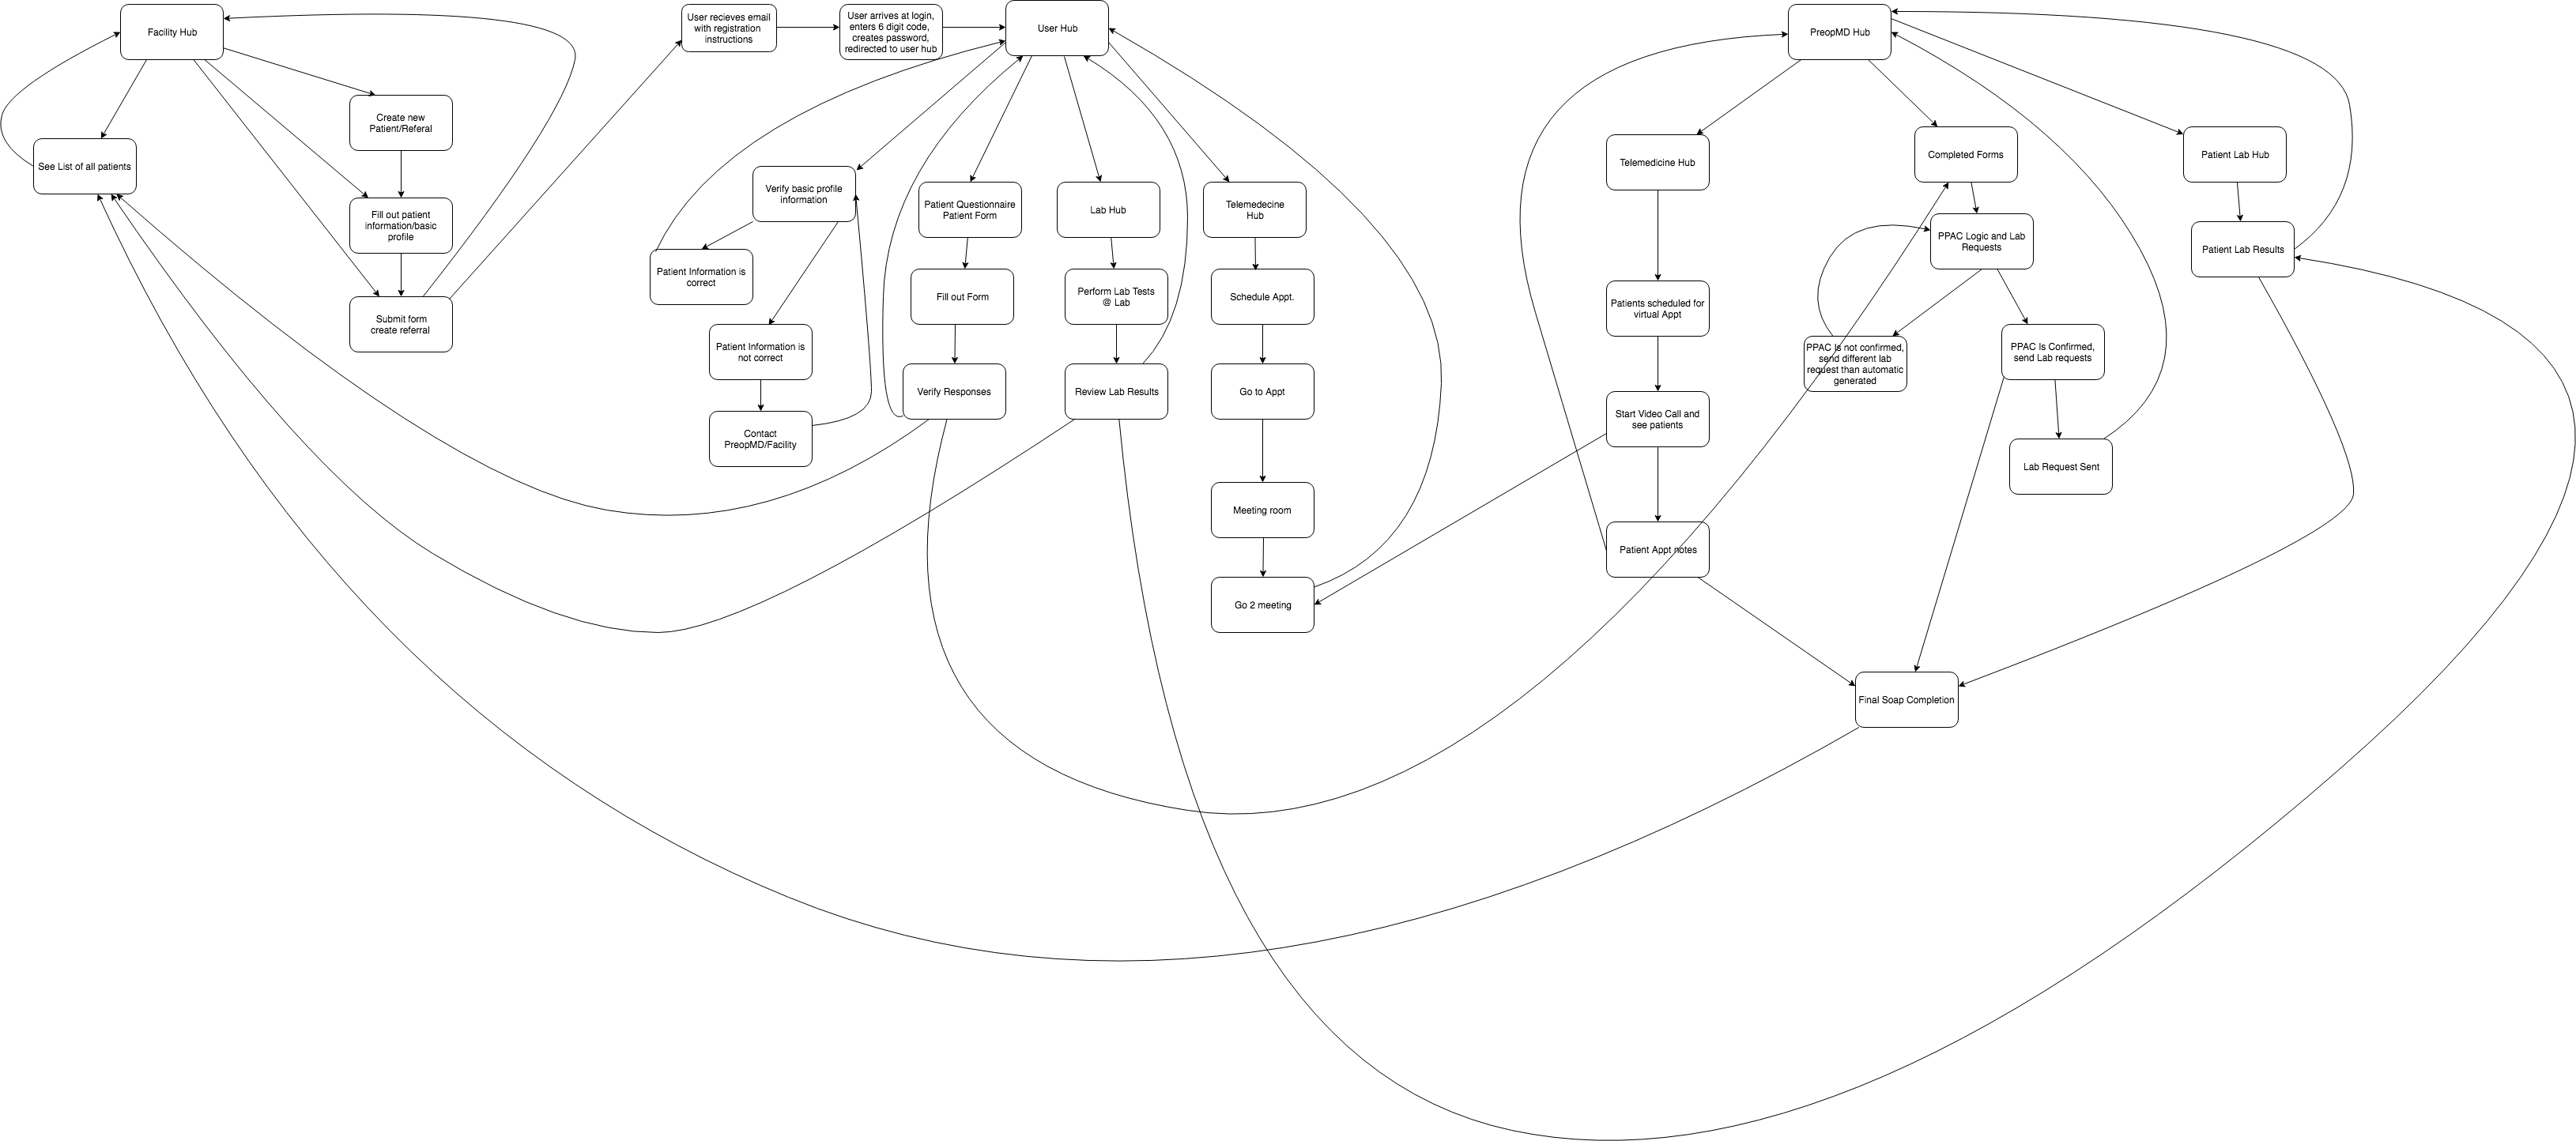 Facility Hub
Create new
Patient/Referal
See List of all patients
Fill out patient
information/basic
profile
Submit form
create referral
User recieves email
with registration
instructions
User arrives at login,
enters 6 digit code,
creates password,
redirected to user hub
User Hub
Verify basic profile
information
Patient Information is
correct
Patient Information is
not correct
Contact
PreopMD/Facility
Patient Questionnaire
Patient Form
Fill out Form
Verify Responses
Lab Hub
Perform Lab Tests
@ Lab
Review Lab Results
Telemedecine
Hub
Schedule Appt.
Go to Appt
Meeting room
Go 2 meeting
PreopMD Hub
Telemedicine Hub
Patients scheduled for
virtual Appt
Start Video Call and
see patients
Patient Appt notes
Completed Forms
PPAC Logic and Lab
Requests
PPAC Is not confirmed,
send different lab
request than automatic
generated
PPAC Is Confirmed,
send Lab requests
Lab Request Sent
Patient Lab Hub
Patient Lab Results
Final Soap Completion